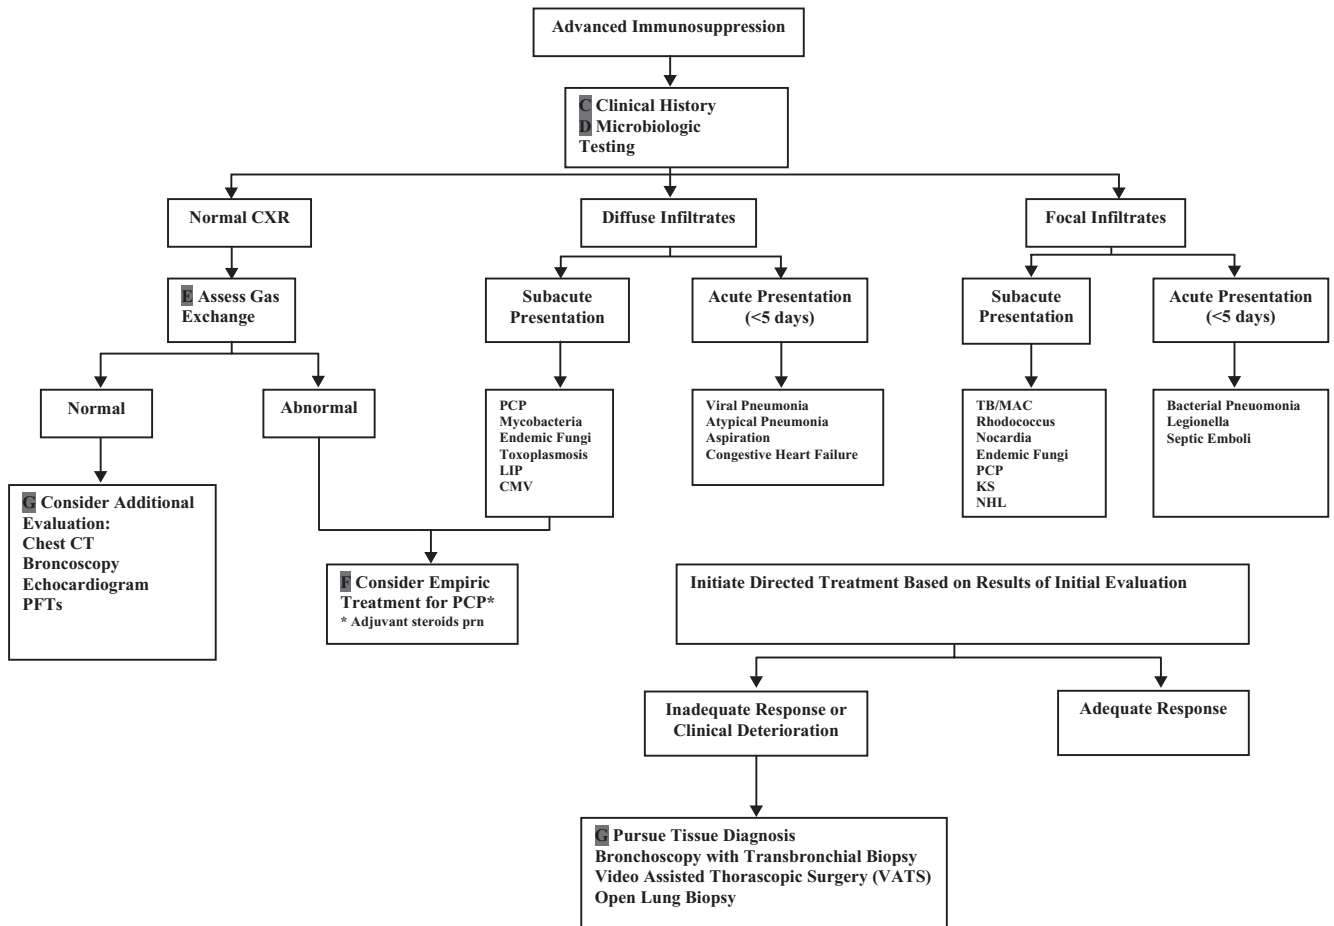 Advanced Immunosuppression
C Clinical History
D Microbiologic
Testing
Normal CXR
Diffuse Infiltrates
Focal Infiltrates
E Assess Gas
Exchange
Subacute
Presentation
Acute Presentation
(<5 days)
Subacute
Presentation
Acute Presentation
(<5 days)
Normal
Abnormal
PCP
Mycobacteria
Endemic Fungi
Toxoplasmosis
LIP
CMV
Viral Pneumonia
Atypical Pneumonia
Aspiration
Congestive Heart Failure
TB/MAC
Rhodococcus
Nocardia
Endemic Fungi
PCP
KS
NHL
Bacterial Pneuomonia
Legionella
Septic Emboli
G Consider Additional
Evaluation:
Chest CT
Broncoscopy
Echocardiogram
PFTs
F Consider Empiric
Treatment for PCP*
* Adjuvant steroids prn
Initiate Directed Treatment Based on Results of Initial Evaluation
Inadequate Response or
Clinical Deterioration
Adequate Response
G Pursue Tissue Diagnosis
Bronchoscopy with Transbronchial Biopsy
Video Assisted Thorascopic Surgery (VATS)
Open Lung Biopsy